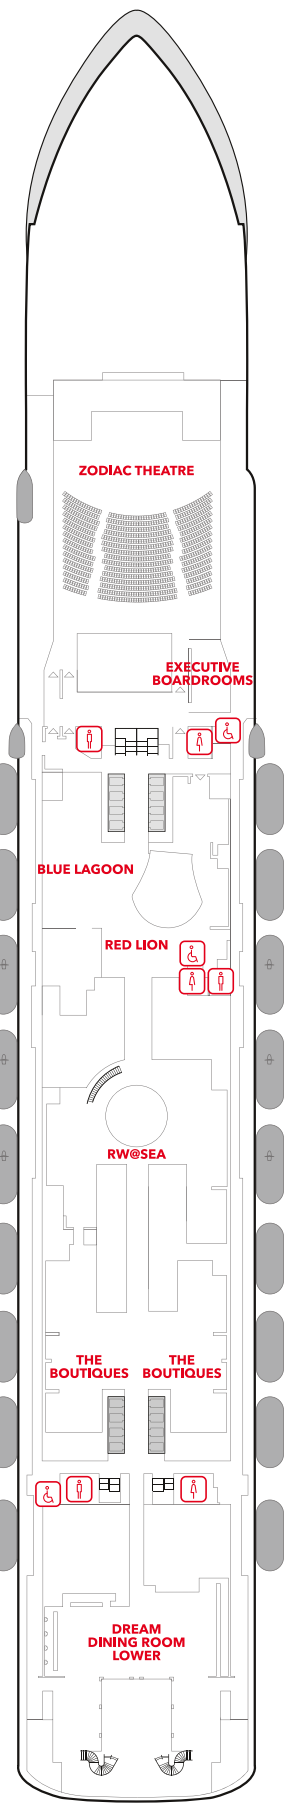 ZODIAC THEATRE
EXECUTIVE
BOARDROOMS
BLUE LAGOON
RED LION
RW@SEA
THE
BOUTIQUES
THE
BOUTIQUES
DREAM
DINING ROOM
LOWER